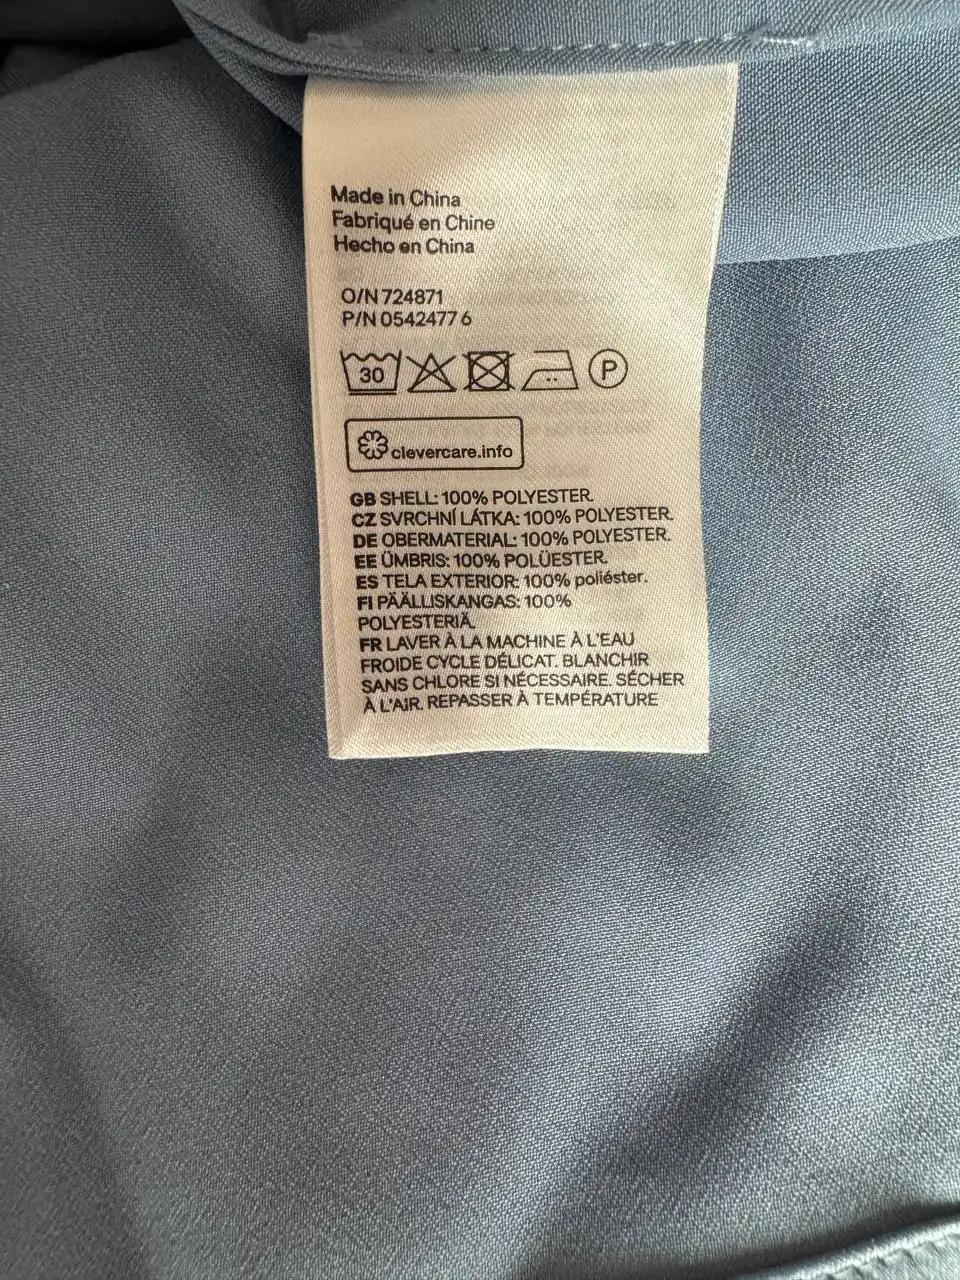 Made in China
Fabriqué en Chine
Hecho en China
O/N 724871
P/N 0542477 6
30
P
clevercare.info
GB SHELL: 100% POLYESTER.
CZ SVRCHNÍ LÁTKA: 100% POLYESTER.
DE OBERMATERIAL: 100% POLYESTER.
EE ÜMBRIS: 100% POLÜESTER.
ES TELA EXTERIOR: 100% poliéster.
FI PÄÄLLISKANGAS: 100%
POLYESTERIÄ.
FR LAVER À LA MACHINE À L'EAU
FROIDE CYCLE DÉLICAT. BLANCHIR
SANS CHLORE SI NÉCESSAIRE. SÉCHER
À L'AIR. REPASSER À TEMPÉRATURE